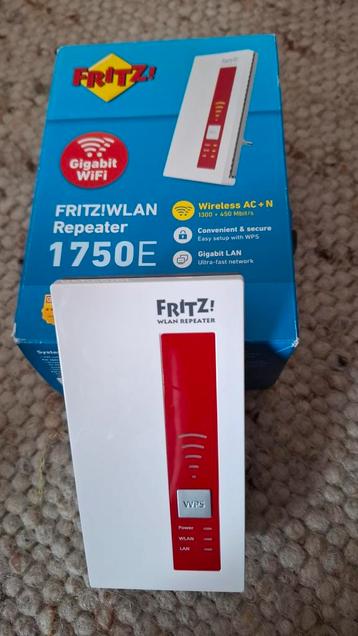 FRITZ!
FRITZ!
Gigabit
WiFi
FRITZ!WLAN
Repeater
1750E
Wireless AC + N
1300 + 450 Mbit/s
Convenient & secure
Easy setup with WPS
Gigabit LAN
Ultra-fast network
FRITZ!
WLAN REPEATER
WPS
Power
WLAN
LAN